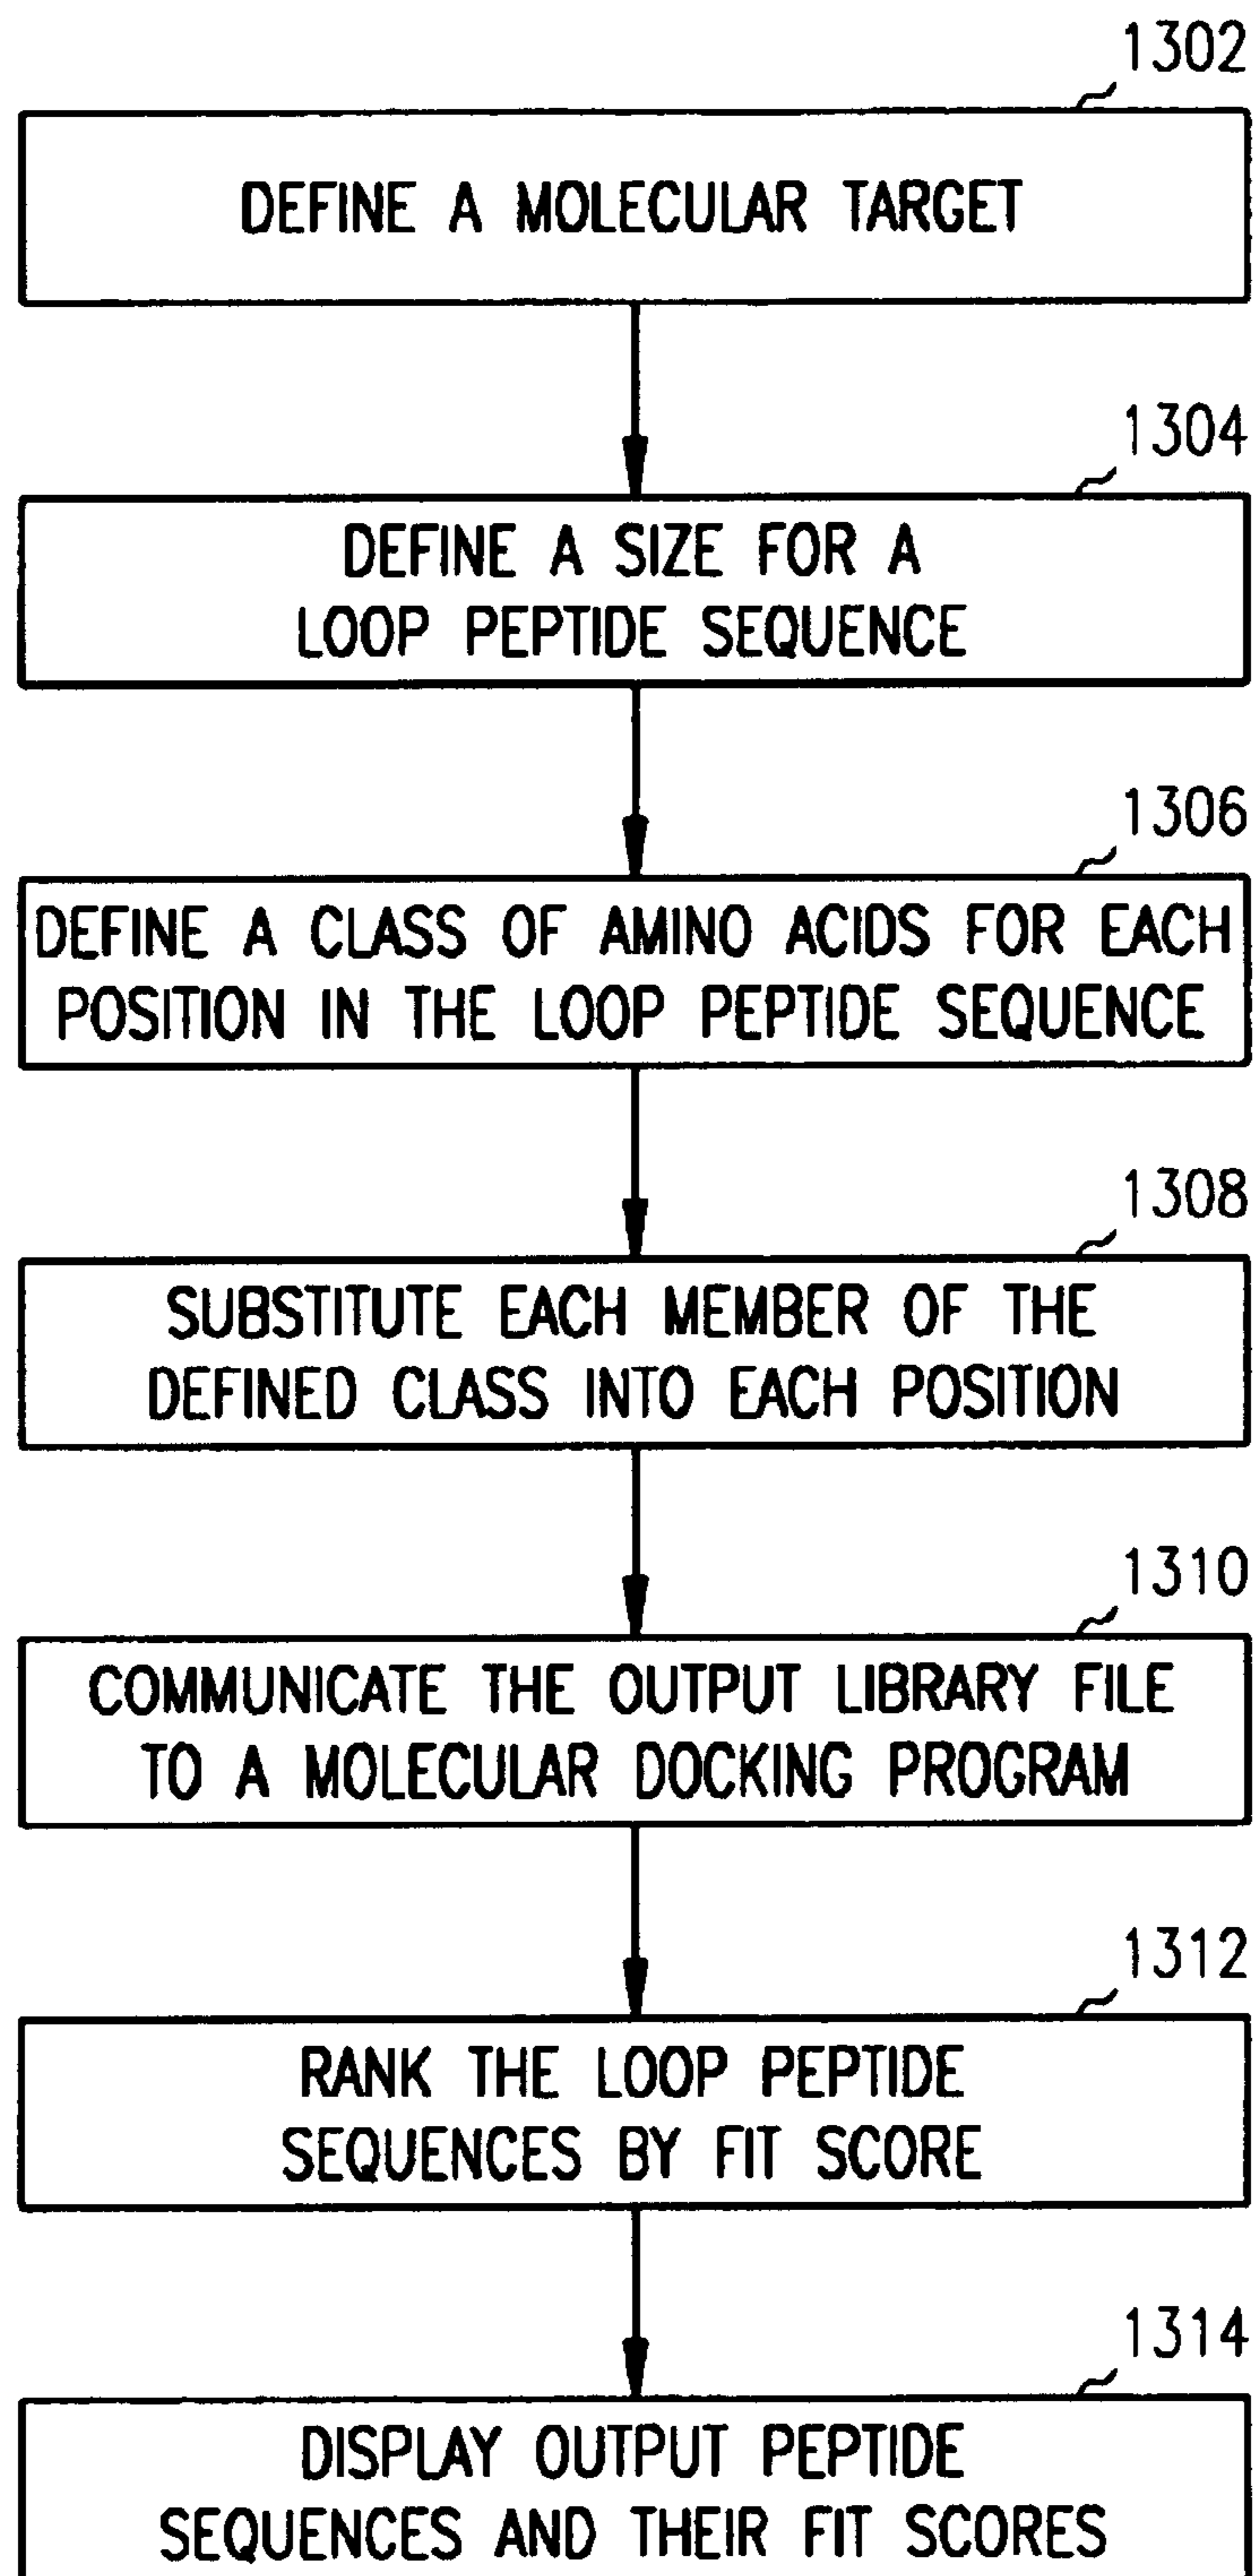 1302
DEFINE A MOLECULAR TARGET
1304
DEFINE A SIZE FOR A
LOOP PEPTIDE SEQUENCE
1306
DEFINE A CLASS OF AMINO ACIDS FOR EACH
POSITION IN THE LOOP PEPTIDE SEQUENCE
1308
SUBSTITUTE EACH MEMBER OF THE
DEFINED CLASS INTO EACH POSITION
1310
COMMUNICATE THE OUTPUT LIBRARY FILE
TO A MOLECULAR DOCKING PROGRAM
1312
RANK THE LOOP PEPTIDE
SEQUENCES BY FIT SCORE
1314
DISPLAY OUTPUT PEPTIDE
SEQUENCES AND THEIR FIT SCORES